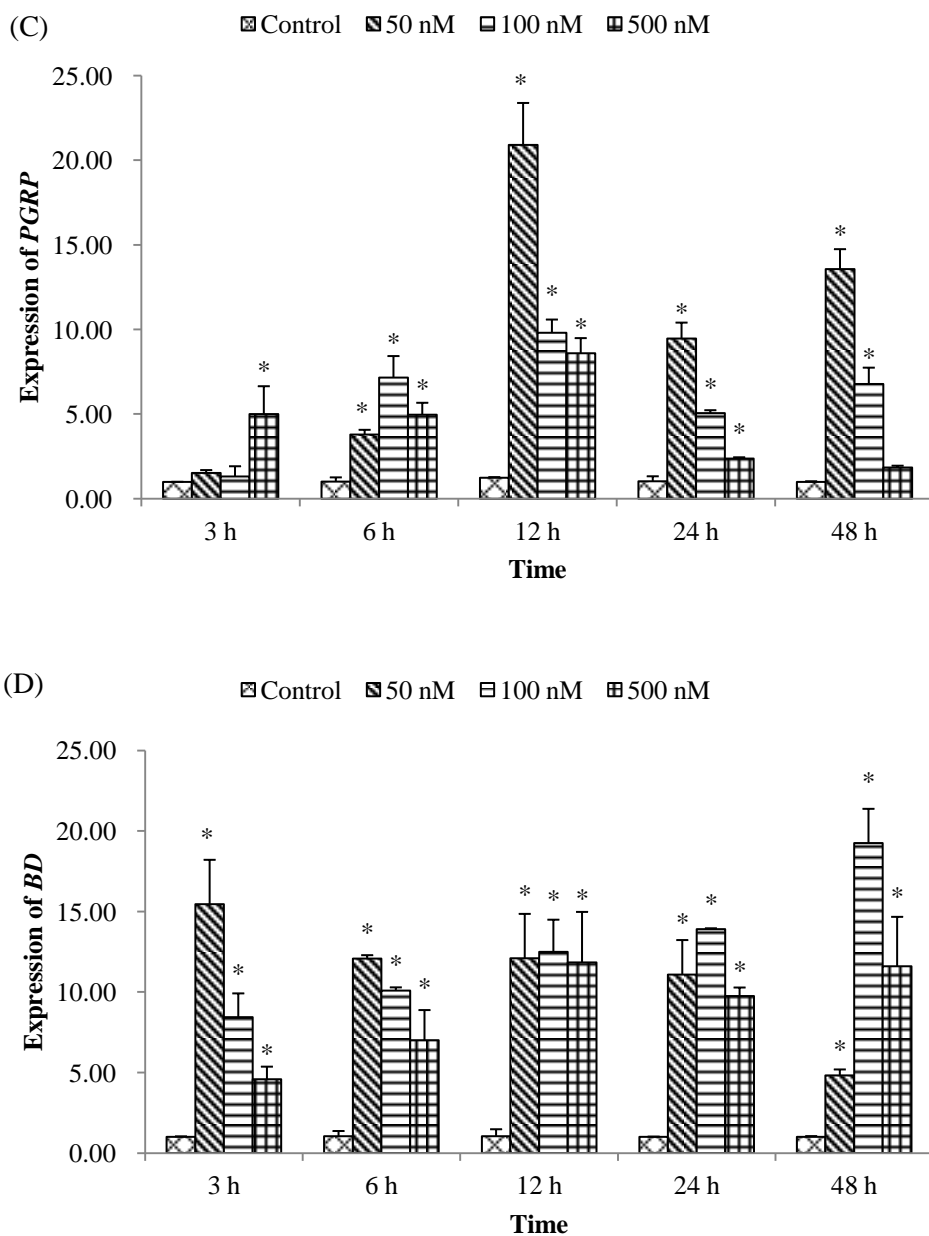 (C)
Control 50 nM 100 nM 500 nM
25.00
20.00
15.00
10.00
5.00
0.00
Expression of PGRP
* * * * * * * * * * * * *
3 h 6 h 12 h 24 h 48 h
Time
(D)
Control 50 nM 100 nM 500 nM
25.00
20.00
15.00
10.00
5.00
0.00
Expression of BD
* * * * * * * * * * * * * * *
3 h 6 h 12 h 24 h 48 h
Time